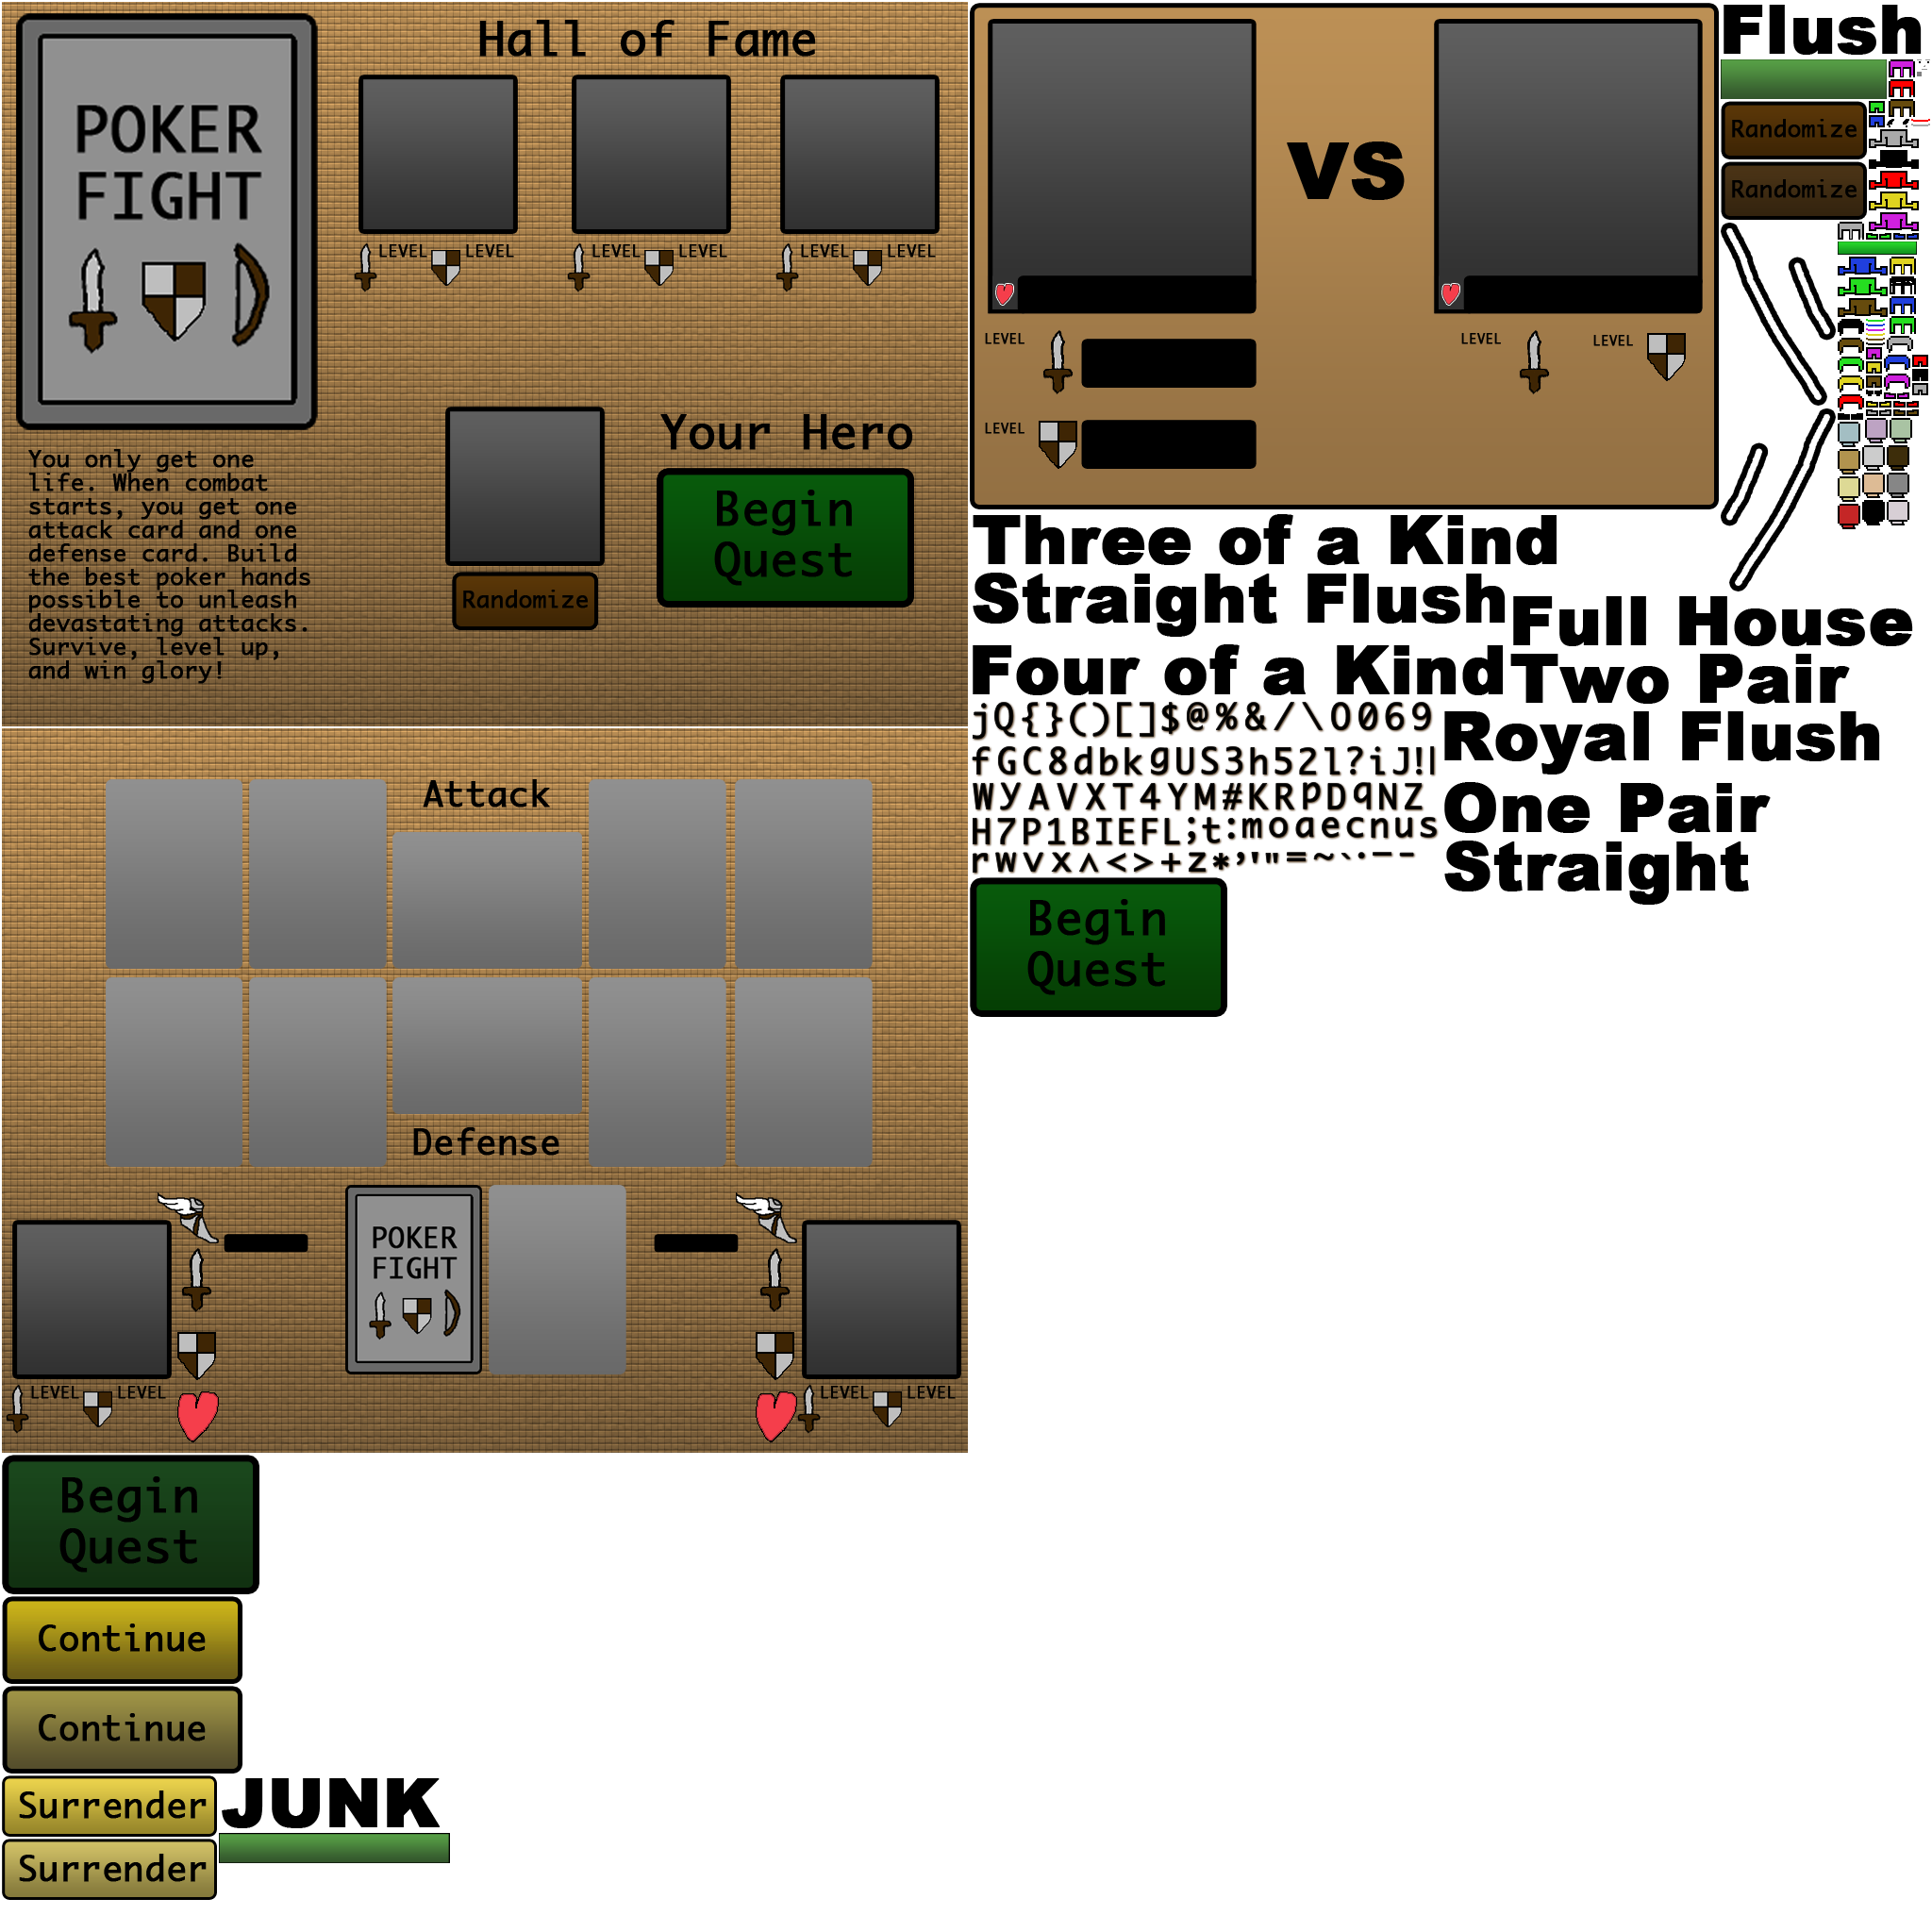 POKER
FIGHT
Hall of Fame
LEVEL LEVEL LEVEL LEVEL LEVEL LEVEL
Your Hero
Begin
Quest
Randomize
You only get one
life. When combat
starts, you get one
attack card and one
defense card. Build
the best poker hands
possible to unleash
devastating attacks.
Survive, level up,
and win glory!
VS
LEVEL
LEVEL
LEVEL
LEVEL
Flush
Randomize
Randomize
Three of a Kind
Straight Flush
Full House
Four of a Kind
Two Pair
jQ{}()[]$@%&/\O069
Royal Flush
fGC8dbkgUS3h52l?iJ!|
WyAVXT4YM#KRpDqNZ
One Pair
H7P1BIEFL;t:moaecnus
rwvx^<>+z*,'"=~`._-
Straight
Begin
Quest
Attack
Defense
POKER
FIGHT
LEVEL LEVEL
LEVEL LEVEL
Begin
Quest
Continue
Continue
Surrender
JUNK
Surrender